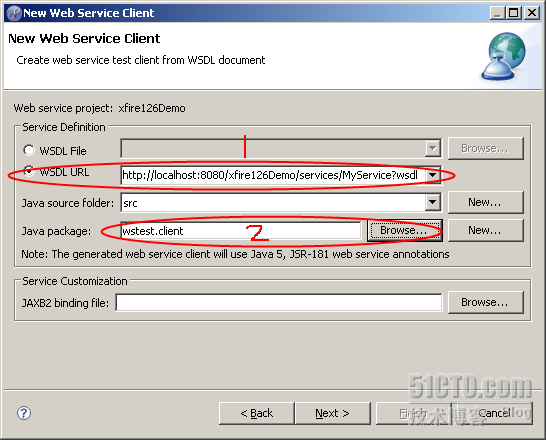 New Web Service Client
New Web Service Client
Create web service test client from WSDL document
Web service project: xfire126Demo
Service Definition
1
WSDL File
Browse...
WSDL URL
http://localhost:8080/xfire126Demo/services/MyService?wsdl
Java source folder: src New...
Java package: wstest.client 2 Browse... New...
Note: The generated web service client will use Java 5, JSR-181 web service annotations
Service Customization
JAXB2 binding file: Browse...
51CTO.com
技术博客 Blog
? < Back Next > Finish Cancel